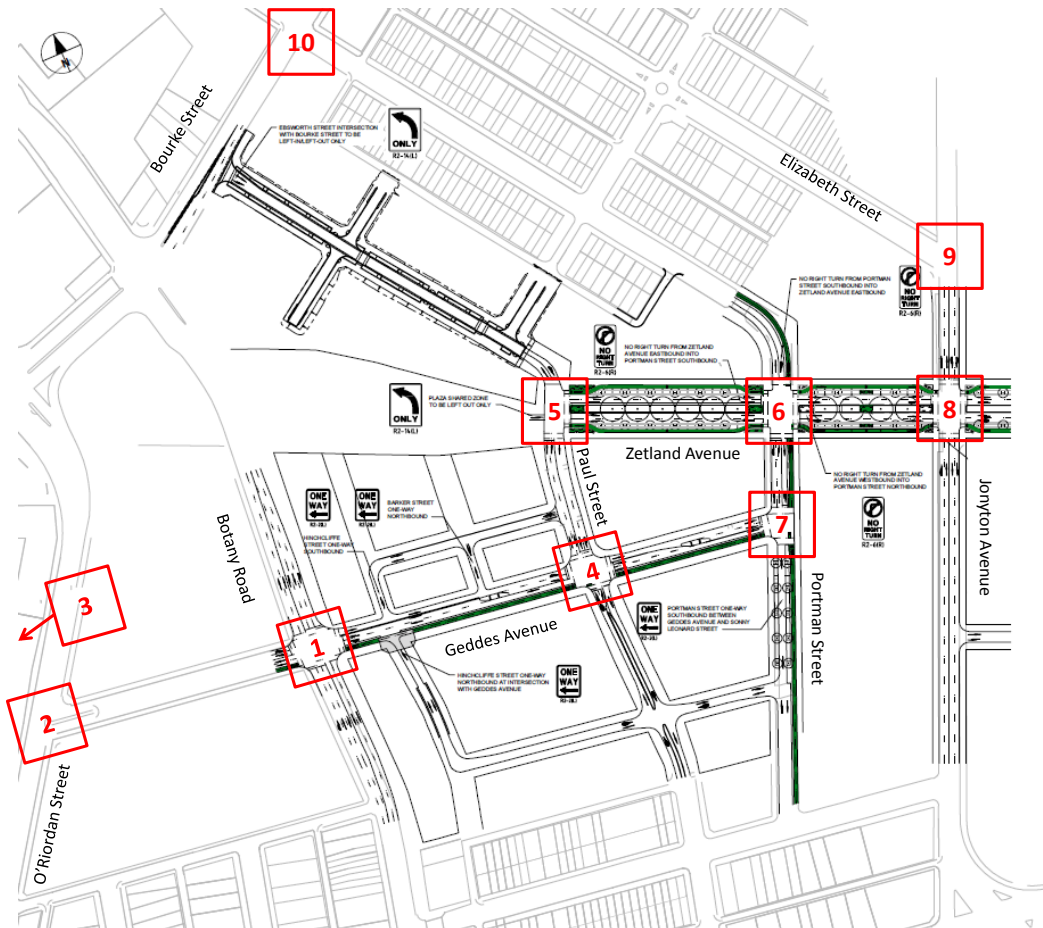 10
N
Bourke Street
EBSWORTH STREET INTERSECTION
WITH BOURKE STREET TO BE
LEFT-IN/LEFT-OUT ONLY
ONLY
R2-14(L)
Elizabeth Street
9
NO RIGHT TURN FROM PORTMAN
STREET SOUTHBOUND INTO
ZETLAND AVENUE EASTBOUND
NO
RIGHT
TURN
R2-6(R)
NO
RIGHT
TURN
R2-6(R)
NO RIGHT TURN FROM ZETLAND
AVENUE EASTBOUND INTO
PORTMAN STREET SOUTHBOUND
ONLY
R2-14(L)
PLAZA SHARED ZONE
TO BE LEFT OUT ONLY
5
6
8
Zetland Avenue
NO RIGHT TURN FROM ZETLAND
AVENUE WESTBOUND INTO
PORTMAN STREET NORTHBOUND
NO
RIGHT
TURN
R2-6(R)
Paul Street
Jonyton Avenue
ONE
WAY
R2-2(L)
ONE
WAY
R2-2(L)
BARKER STREET
ONE-WAY
NORTHBOUND
HINCHCLIFFE
STREET ONE-WAY
SOUTHBOUND
Botany Road
7
4
3
ONE
WAY
R2-2(L)
PORTMAN STREET ONE-WAY
SOUTHBOUND BETWEEN
GEDDES AVENUE AND SONNY
LEONARD STREET
Portman Street
1
Geddes Avenue
HINCHCLIFFE STREET ONE-WAY
NORTHBOUND AT INTERSECTION
WITH GEDDES AVENUE
ONE
WAY
R2-2(L)
2
O'Riordan Street